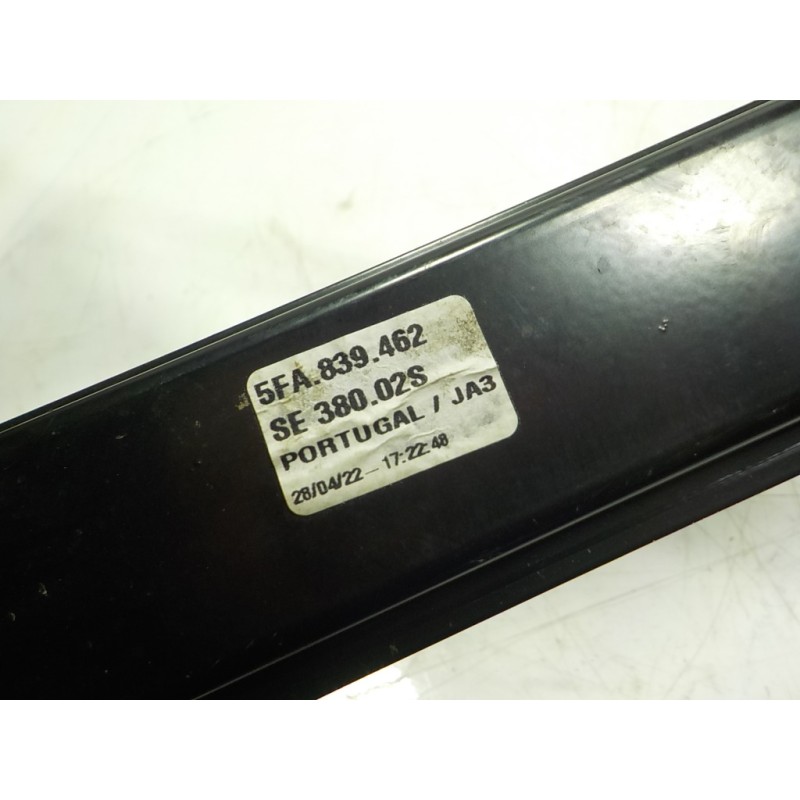 5FA.839.462
SE 380.02S
PORTUGAL / JA3
28/04/22-17:22:48